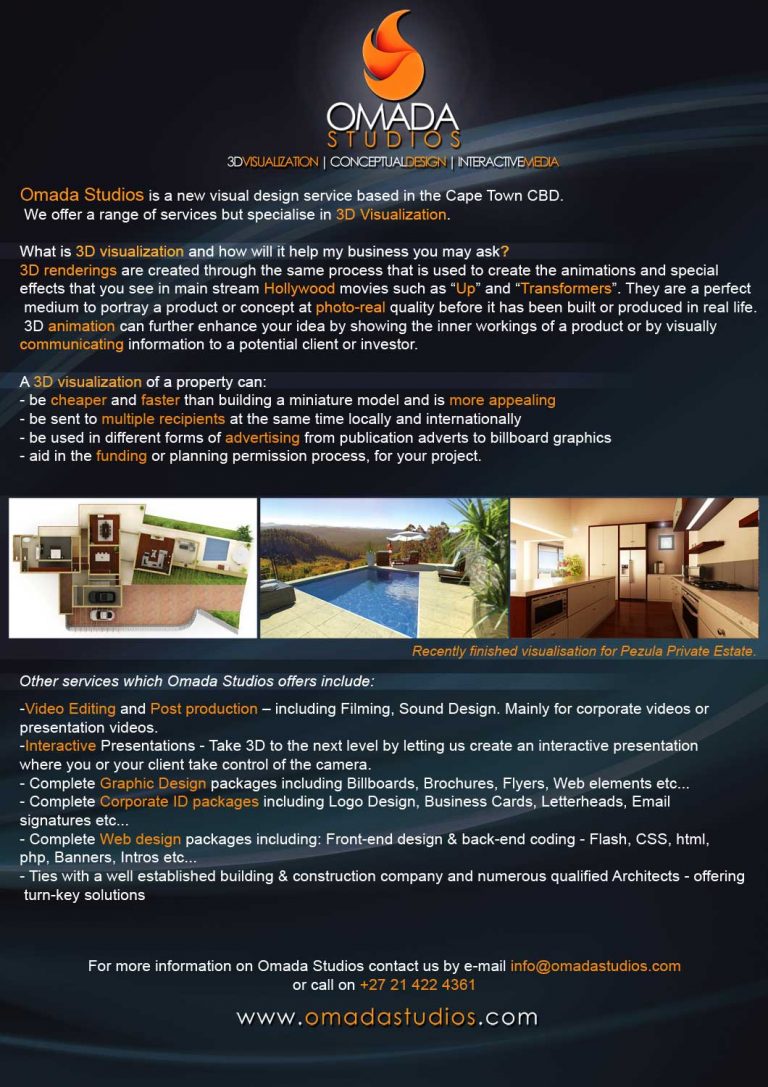 OMADA
STUDIOS
3DVISUALIZATION | CONCEPTUALDESIGN | INTERACTIVEMEDIA
Omada Studios is a new visual design service based in the Cape Town CBD.
We offer a range of services but specialise in 3D Visualization.
What is 3D visualization and how will it help my business you may ask?
3D renderings are created through the same process that is used to create the animations and special
effects that you see in main stream Hollywood movies such as “Up” and “Transformers”. They are a perfect
medium to portray a product or concept at photo-real quality before it has been built or produced in real life.
3D animation can further enhance your idea by showing the inner workings of a product or by visually
communicating information to a potential client or investor.
A 3D visualization of a property can:
- be cheaper and faster than building a miniature model and is more appealing
- be sent to multiple recipients at the same time locally and internationally
- be used in different forms of advertising from publication adverts to billboard graphics
- aid in the funding or planning permission process, for your project.
Recently finished visualisation for Pezula Private Estate.
Other services which Omada Studios offers include:
-Video Editing and Post production – including Filming, Sound Design. Mainly for corporate videos or
presentation videos.
-Interactive Presentations - Take 3D to the next level by letting us create an interactive presentation
where you or your client take control of the camera.
- Complete Graphic Design packages including Billboards, Brochures, Flyers, Web elements etc...
- Complete Corporate ID packages including Logo Design, Business Cards, Letterheads, Email
signatures etc...
- Complete Web design packages including: Front-end design & back-end coding - Flash, CSS, html,
php, Banners, Intros etc...
- Ties with a well established building & construction company and numerous qualified Architects - offering
turn-key solutions
For more information on Omada Studios contact us by e-mail info@omadastudios.com
or call on +27 21 422 4361
www.omadastudios.com